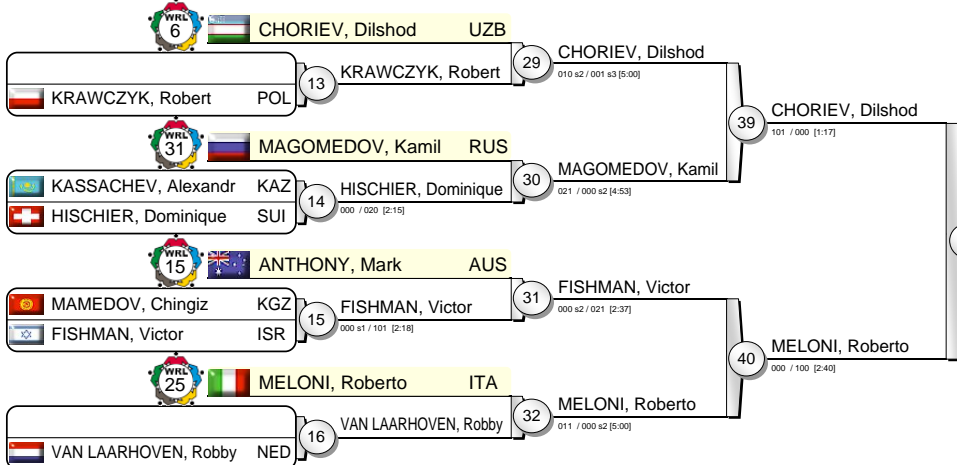 WRL
6
CHORIEV, Dilshod UZB
29
CHORIEV, Dilshod
010 s2 / 001 s3 [5:00]
KRAWCZYK, Robert POL
13
KRAWCZYK, Robert
39
CHORIEV, Dilshod
101 / 000 [1:17]
WRL
31
MAGOMEDOV, Kamil RUS
30
MAGOMEDOV, Kamil
021 / 000 s2 [4:53]
KASSACHEV, Alexandr KAZ
HISCHIER, Dominique SUI
14
HISCHIER, Dominique
000 / 020 [2:15]
WRL
15
ANTHONY, Mark AUS
31
FISHMAN, Victor
000 s2 / 021 [2:37]
MAMEDOV, Chingiz KGZ
FISHMAN, Victor ISR
15
FISHMAN, Victor
000 s1 / 101 [2:18]
40
MELONI, Roberto
000 / 100 [2:40]
WRL
25
MELONI, Roberto ITA
32
MELONI, Roberto
011 / 000 s2 [5:00]
VAN LAARHOVEN, Robby NED
16
VAN LAARHOVEN, Robby